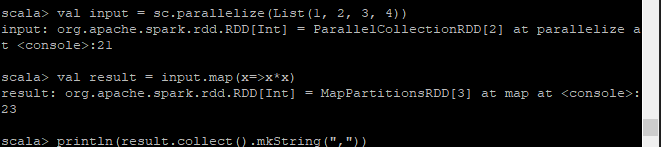 scala> val input = sc.parallelize(List(1, 2, 3, 4))
input: org.apache.spark.rdd.RDD[Int] = ParallelCollectionRDD[2] at parallelize a
t <console>:21
scala> val result = input.map(x=>x*x)
result: org.apache.spark.rdd.RDD[Int] = MapPartitionsRDD[3] at map at <console>:
23
scala> println(result.collect().mkString(","))